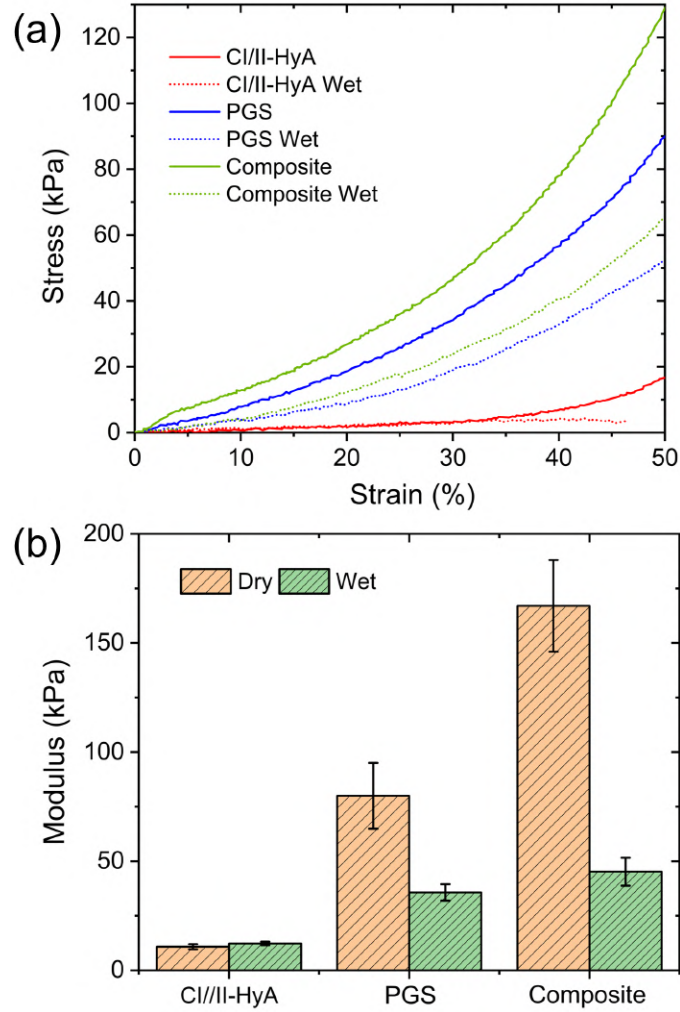 (a)
Stress (kPa)
120
100
80
60
40
20
0
CI/II-HyA
CI/II-HyA Wet
PGS
PGS Wet
Composite
Composite Wet
0 10 20 30 40 50
Strain (%)
(b)
Modulus (kPa)
200
150
100
50
0
Dry Wet
CI//II-HyA PGS Composite